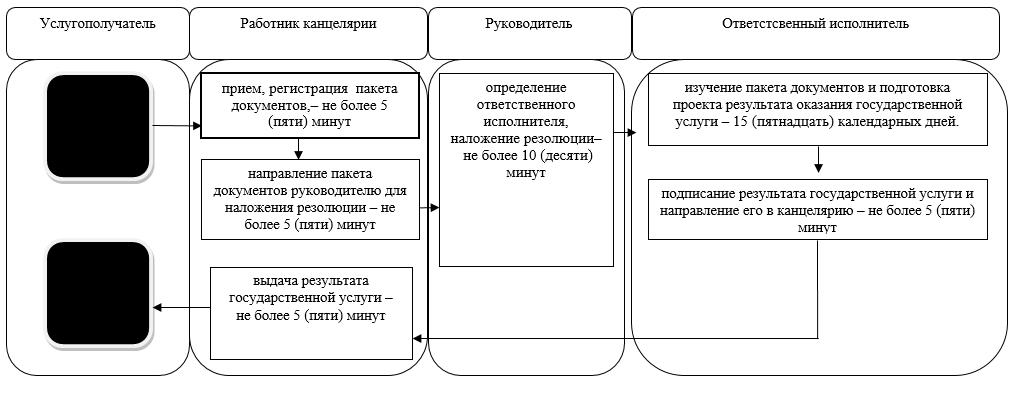 Услугополучатель
Работник канцелярии
Руководитель
Ответстсвенный исполнитель
прием, регистрация пакета
документов,– не более 5
(пяти) минут
направление пакета
документов руководителю для
наложения резолюции – не
более 5 (пяти) минут
определение
ответственного
исполнителя,
наложение резолюции–
не более 10 (десяти)
минут
изучение пакета документов и подготовка
проекта результата оказания государственной
услуги – 15 (пятнадцать) календарных дней.
подписание результата государственной услуги и
направление его в канцелярию – не более 5 (пяти)
минут
выдача результата
государственной услуги –
не более 5 (пяти) минут